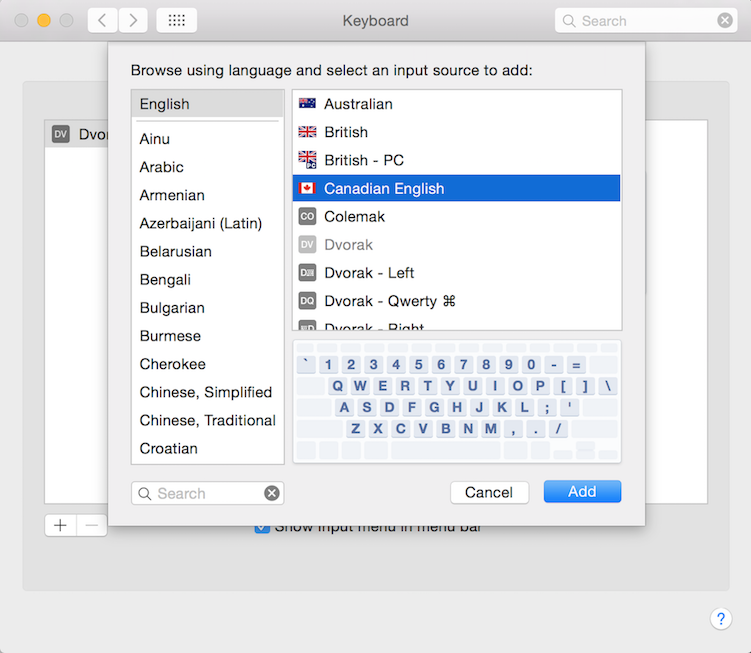 Keyboard
Search
Browse using language and select an input source to add:
DV Dvo
English
Ainu
Arabic
Armenian
Azerbaijani (Latin)
Belarusian
Bengali
Bulgarian
Burmese
Cherokee
Chinese, Simplified
Chinese, Traditional
Croatian
Australian
British
PC British - PC
Canadian English
CO Colemak
DV Dvorak
Dvorak - Left
DQ Dvorak - Qwerty ⌘
Dvorak - Right
` 1 2 3 4 5 6 7 8 9 0 - =
Q W E R T Y U I O P [ ] \
A S D F G H J K L ; '
Z X C V B N M , . /
Search
Cancel
Add
+ −
Show Input menu in menu bar
?